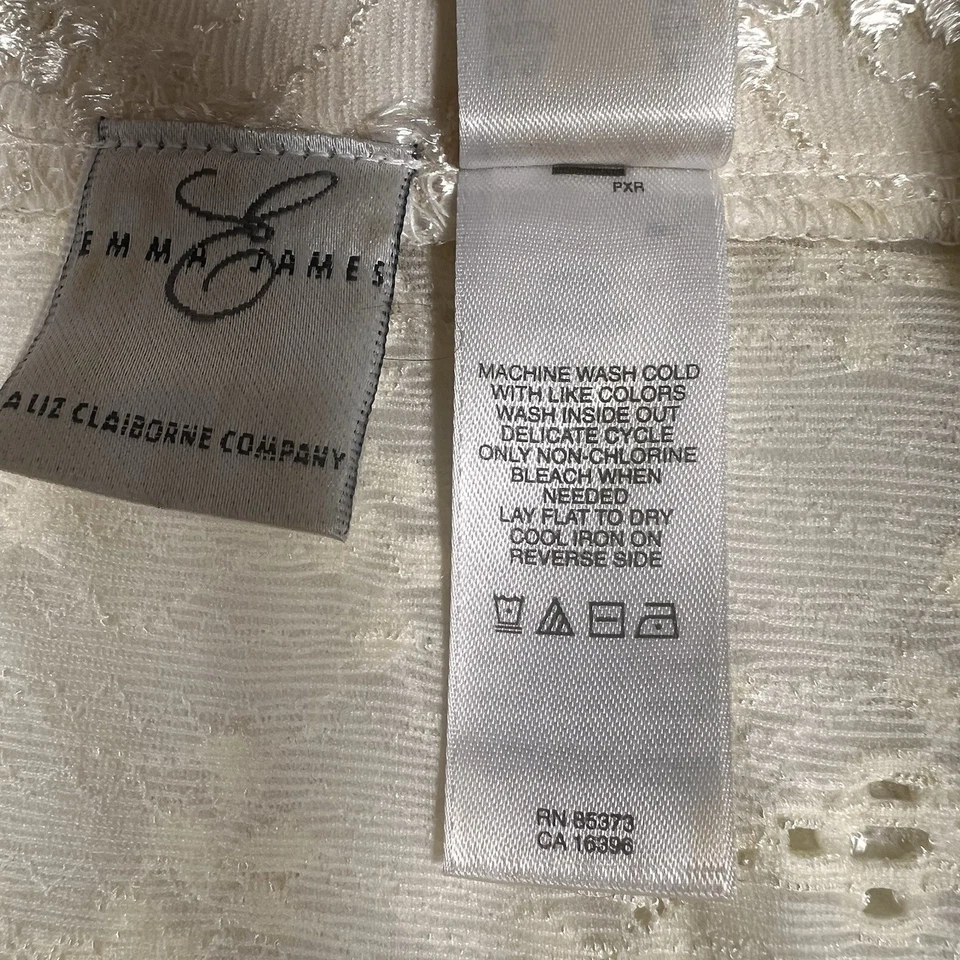 EMMA JAMES
A LIZ CLAIBORNE COMPANY
PXR
MACHINE WASH COLD
WITH LIKE COLORS
WASH INSIDE OUT
DELICATE CYCLE
ONLY NON-CHLORINE
BLEACH WHEN
NEEDED
LAY FLAT TO DRY
COOL IRON ON
REVERSE SIDE
RN 85373
CA 16396